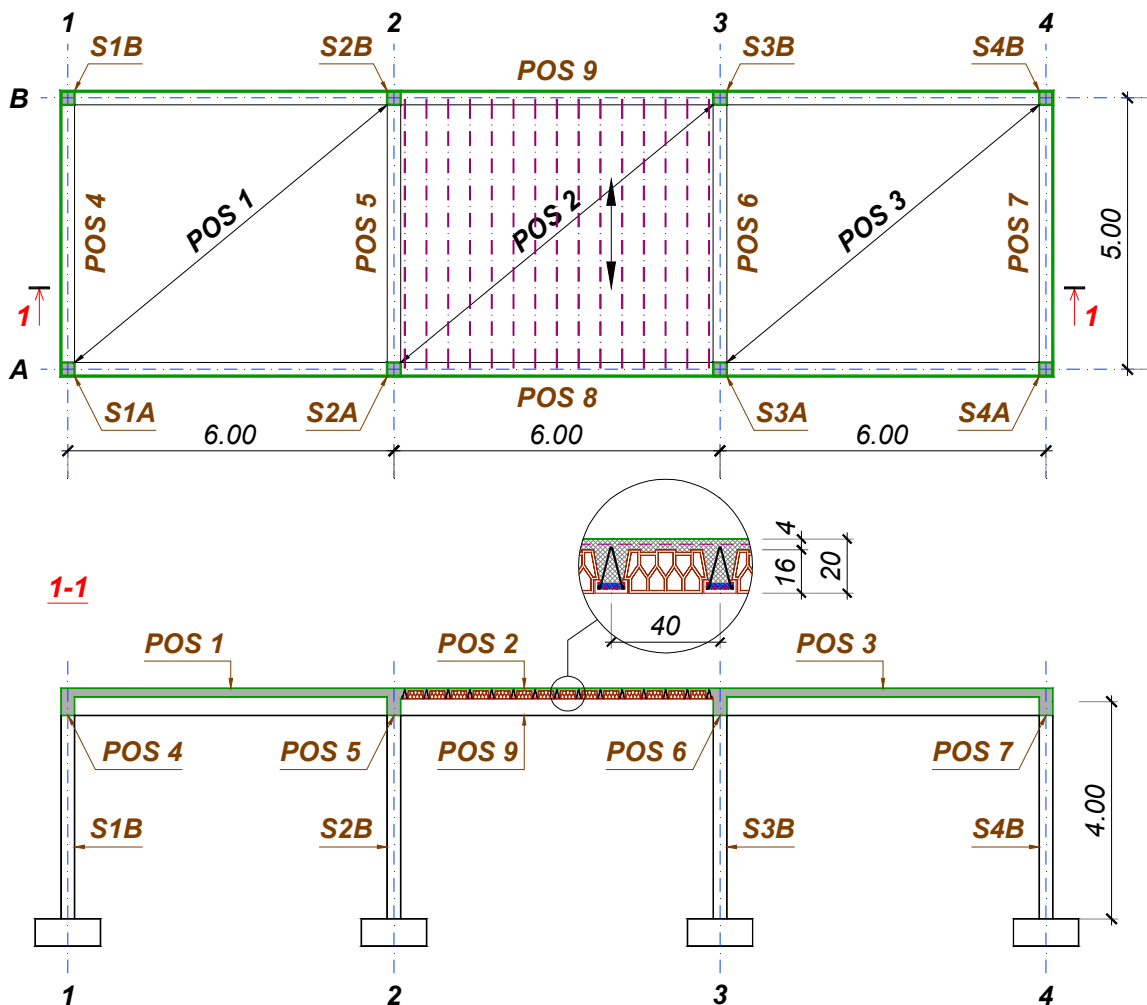 1 2 3 4
S1B S2B S3B S4B
POS 9
B
POS 4 POS 1 POS 5 POS 2 POS 6 POS 3 POS 7
5.00
1 1
A
POS 8
S1A S2A S3A S4A
6.00 6.00 6.00
4
16
20
1-1
40
POS 1 POS 2 POS 3
POS 4 POS 5 POS 9 POS 6 POS 7
4.00
S1B S2B S3B S4B
1 2 3 4